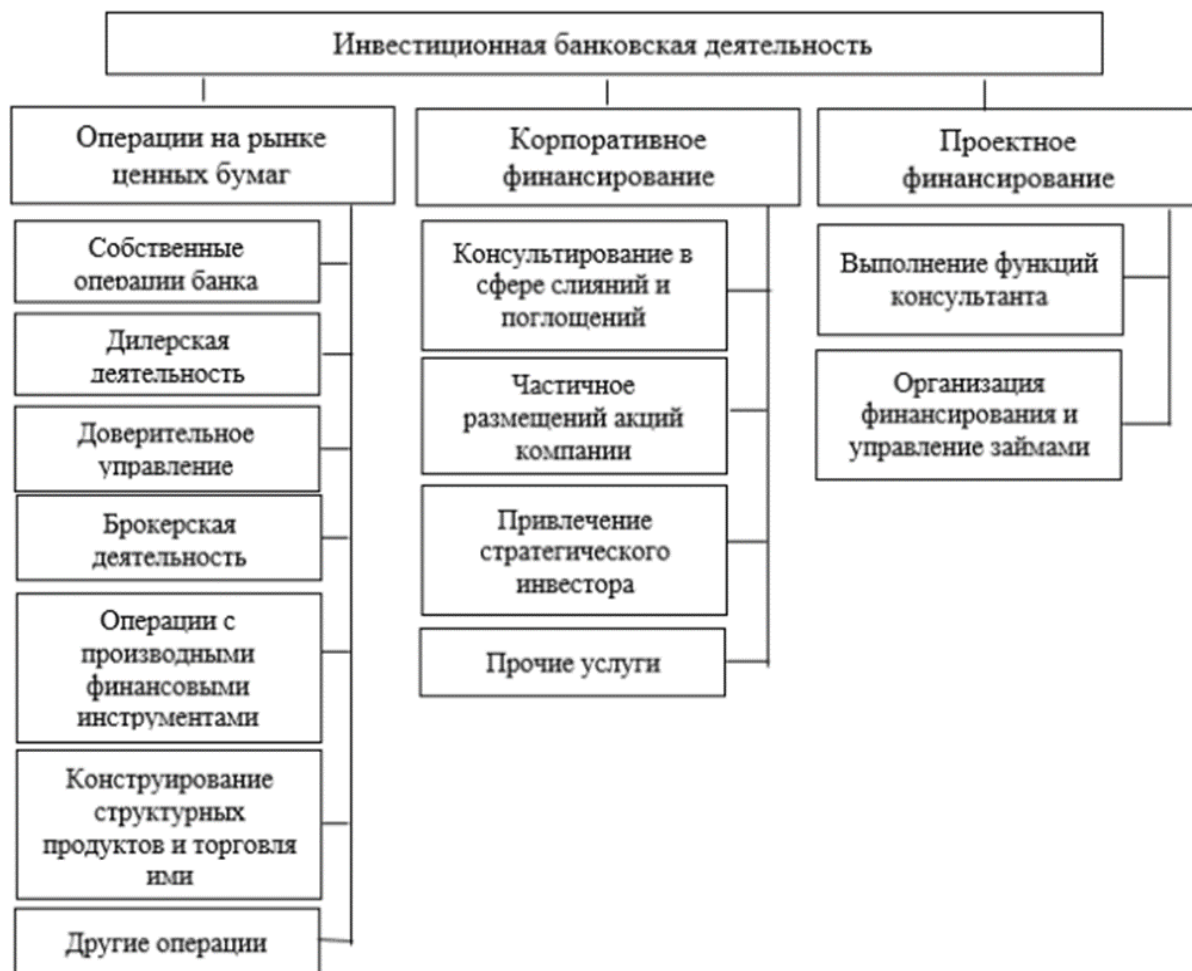 Инвестиционная банковская деятельность
Операции на рынке
ценных бумаг
Собственные
операции банка
Дилерская
деятельность
Доверительное
управление
Брокерская
деятельность
Операции с
производными
финансовыми
инструментами
Конструирование
структурных
продуктов и торговля
ими
Другие операции
Корпоративное
финансирование
Консультирование в
сфере слияний и
поглощений
Частичное
размещений акций
компании
Привлечение
стратегического
инвестора
Прочие услуги
Проектное
финансирование
Выполнение функций
консультанта
Организация
финансирования и
управление займами